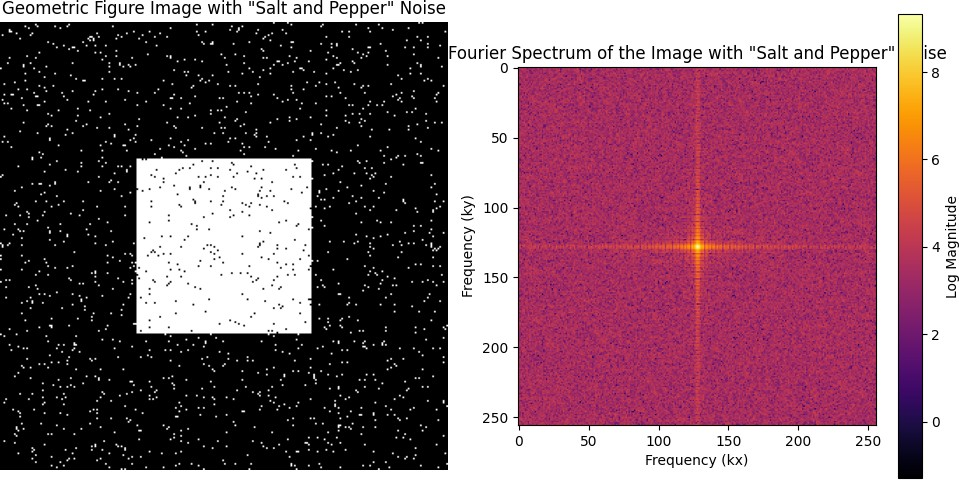 Geometric Figure Image with "Salt and Pepper" Noise
Fourier Spectrum of the Image with "Salt and Pepper" ise
0
50
100
150
200
250
Frequency (ky)
0 50 100 150 200 250
Frequency (kx)
8
6
4
2
0
Log Magnitude